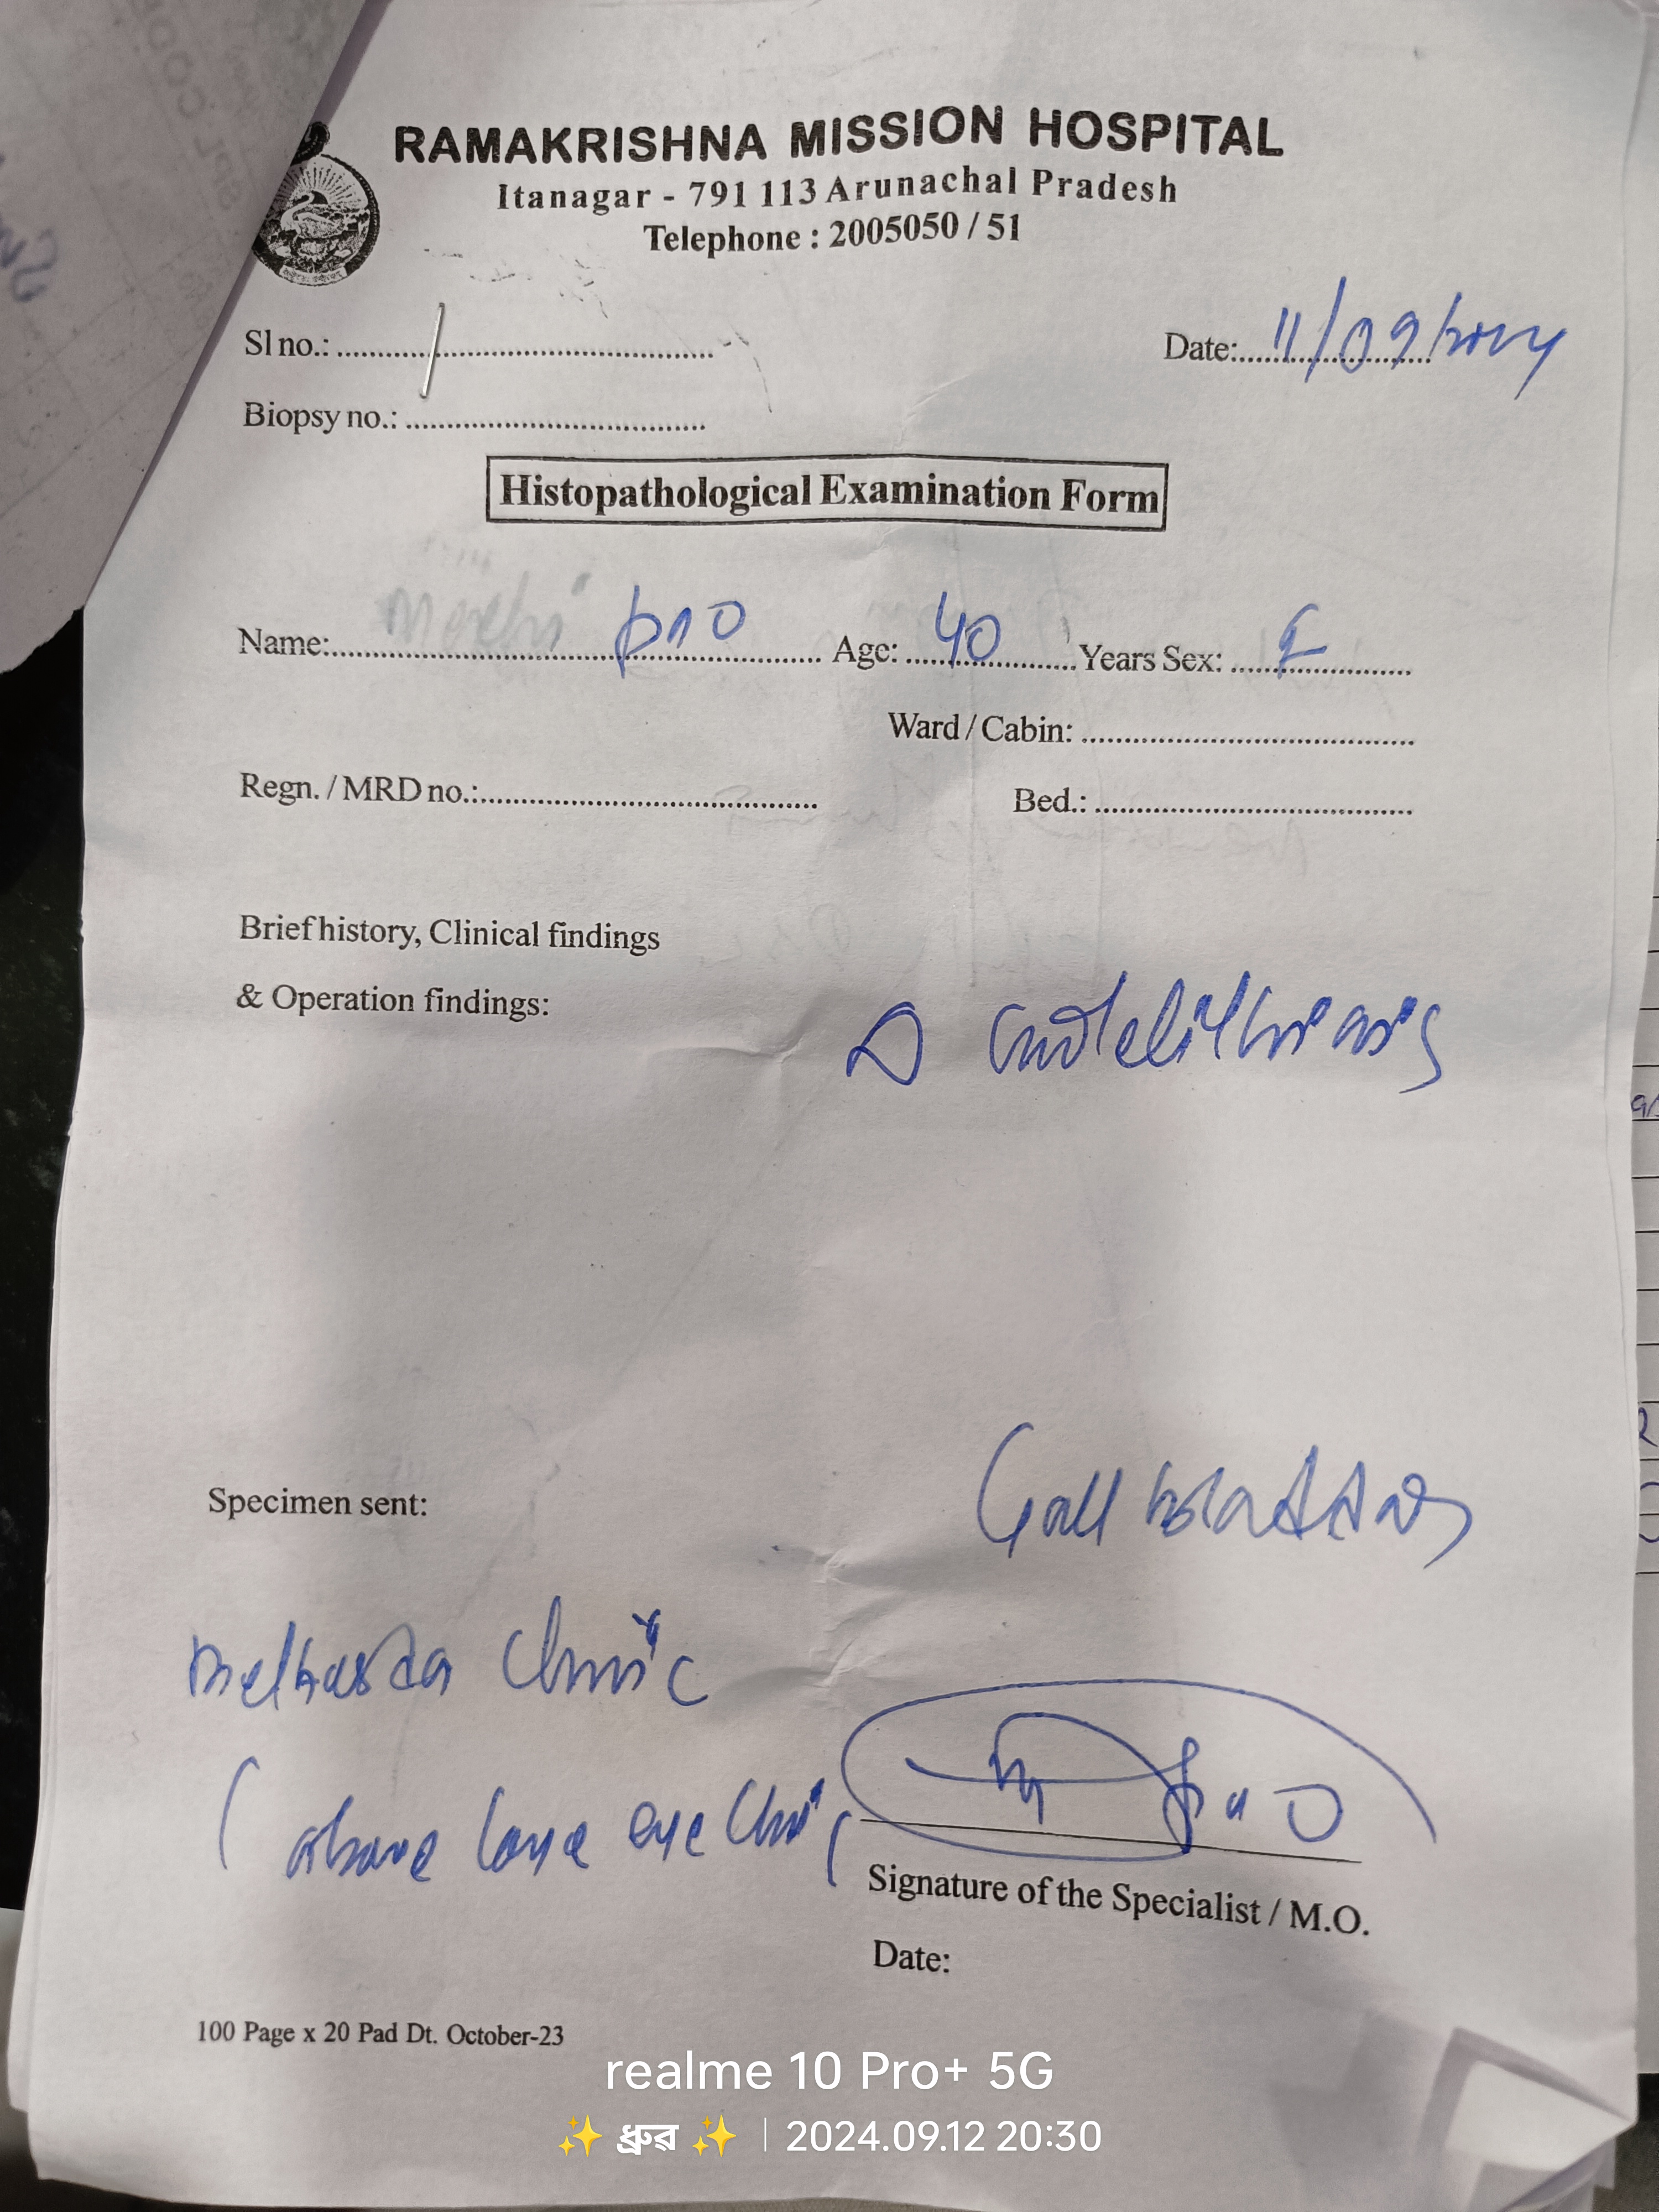 RAMAKRISHNA MISSION HOSPITAL
Itanagar - 791 113 Arunachal Pradesh
Telephone : 2005050 / 51
Sl no.: ........................................
Date: 11/09/2024
Biopsy no.: ........................................
Histopathological Examination Form
Name: ........................................ Age: 40 Years Sex: F
Ward / Cabin: ........................................
Regn. / MRD no.: ........................................ Bed.: ........................................
Brief history, Clinical findings
& Operation findings:
Specimen sent: Gall bladder
Clinic
(above eye
Signature of the Specialist / M.O.
Date:
100 Page x 20 Pad Dt. October-23
realme 10 Pro+ 5G
✨ ধ্রুৱ ✨ | 2024.09.12 20:30